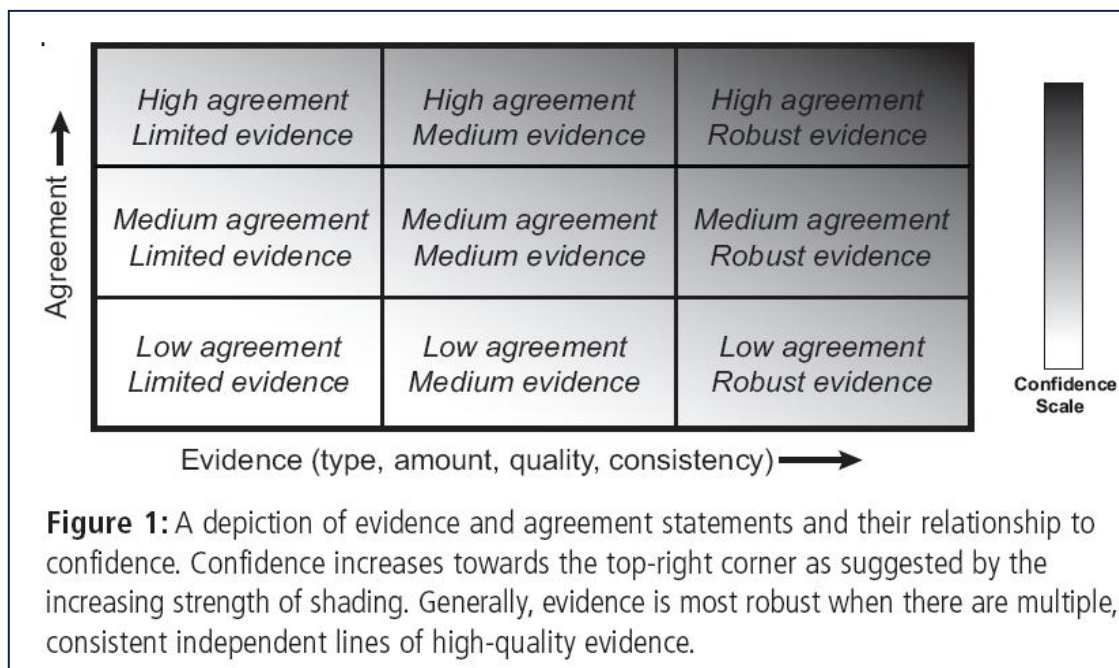 High agreement
Limited evidence
High agreement
Medium evidence
High agreement
Robust evidence
Medium agreement
Limited evidence
Medium agreement
Medium evidence
Medium agreement
Robust evidence
Low agreement
Limited evidence
Low agreement
Medium evidence
Low agreement
Robust evidence
Agreement
Evidence (type, amount, quality, consistency)
Confidence
Scale
Figure 1: A depiction of evidence and agreement statements and their relationship to
confidence. Confidence increases towards the top-right corner as suggested by the
increasing strength of shading. Generally, evidence is most robust when there are multiple,
consistent independent lines of high-quality evidence.